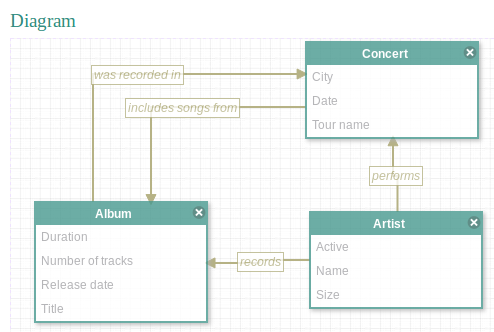 Diagram
Concert
was recorded in
City
Date
includes songs from
Tour name
performs
Album
Duration
Number of tracks
Release date
Title
Artist
Active
records
Name
Size